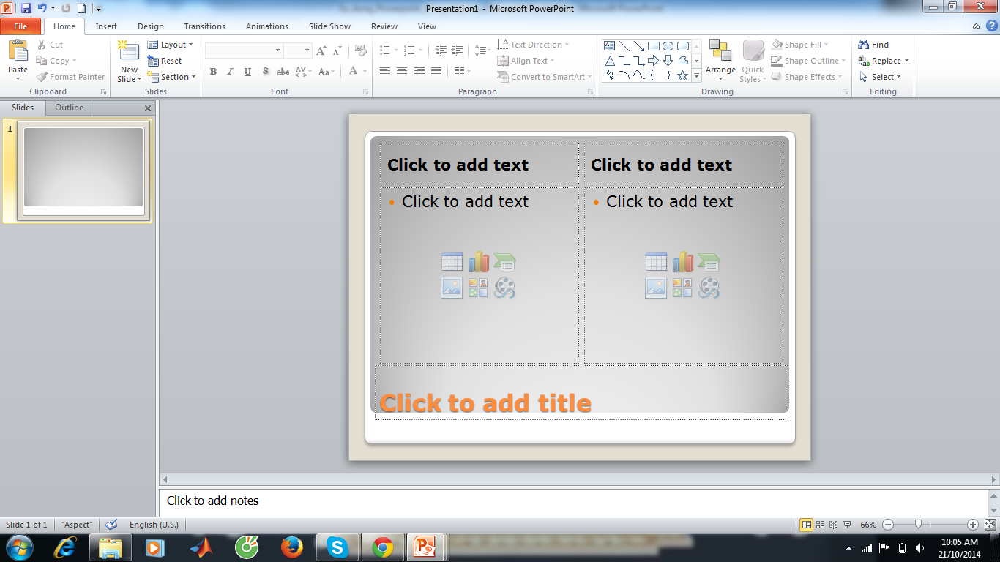 Presentation1 - Microsoft PowerPoint
File Home Insert Design Transitions Animations Slide Show Review View
Paste
Cut
Copy
Format Painter
Clipboard
New Slide
Layout
Reset
Section
Slides
B I U S abc AV Aa A
Font
Text Direction
Align Text
Convert to SmartArt
Paragraph
Arrange
Quick Styles
Shape Fill
Shape Outline
Shape Effects
Drawing
Find
Replace
Select
Editing
Slides Outline
1
Click to add text
Click to add text
Click to add text
Click to add text
Click to add title
Click to add notes
Slide 1 of 1 "Aspect" English (U.S.) 66%
10:05 AM
21/10/2014